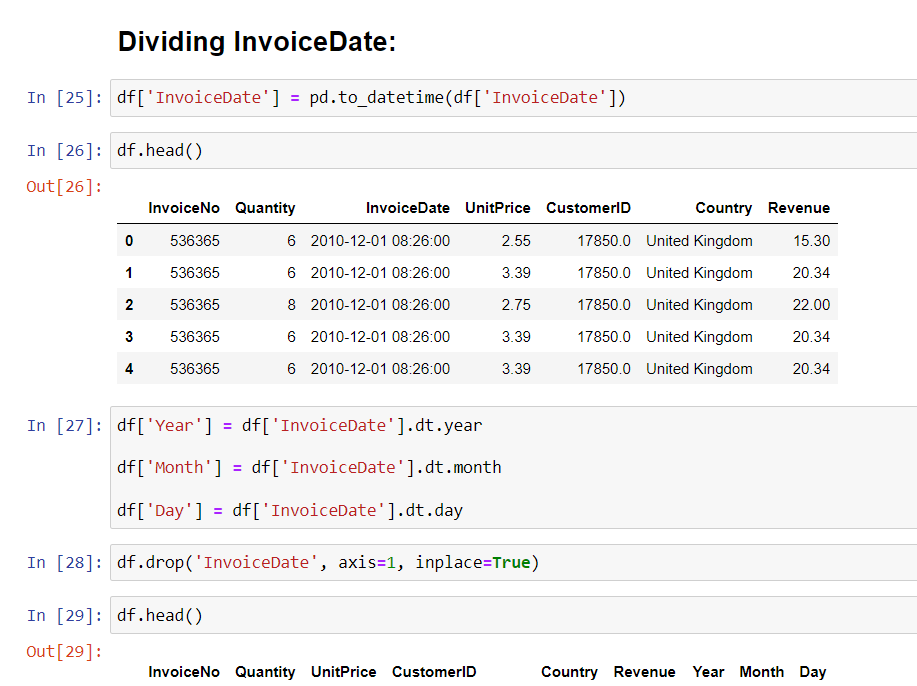 Dividing InvoiceDate:
In [25]: df['InvoiceDate'] = pd.to_datetime(df['InvoiceDate'])
In [26]: df.head()
Out[26]:
InvoiceNo Quantity InvoiceDate UnitPrice CustomerID Country Revenue
0 536365 6 2010-12-01 08:26:00 2.55 17850.0 United Kingdom 15.30
1 536365 6 2010-12-01 08:26:00 3.39 17850.0 United Kingdom 20.34
2 536365 8 2010-12-01 08:26:00 2.75 17850.0 United Kingdom 22.00
3 536365 6 2010-12-01 08:26:00 3.39 17850.0 United Kingdom 20.34
4 536365 6 2010-12-01 08:26:00 3.39 17850.0 United Kingdom 20.34
In [27]: df['Year'] = df['InvoiceDate'].dt.year
df['Month'] = df['InvoiceDate'].dt.month
df['Day'] = df['InvoiceDate'].dt.day
In [28]: df.drop('InvoiceDate', axis=1, inplace=True)
In [29]: df.head()
Out[29]:
InvoiceNo Quantity UnitPrice CustomerID Country Revenue Year Month Day